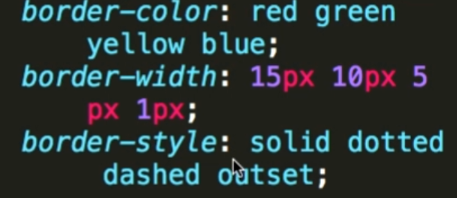 border-color: red green
yellow blue;
border-width: 15px 10px 5
px 1px;
border-style: solid dotted
dashed outset;